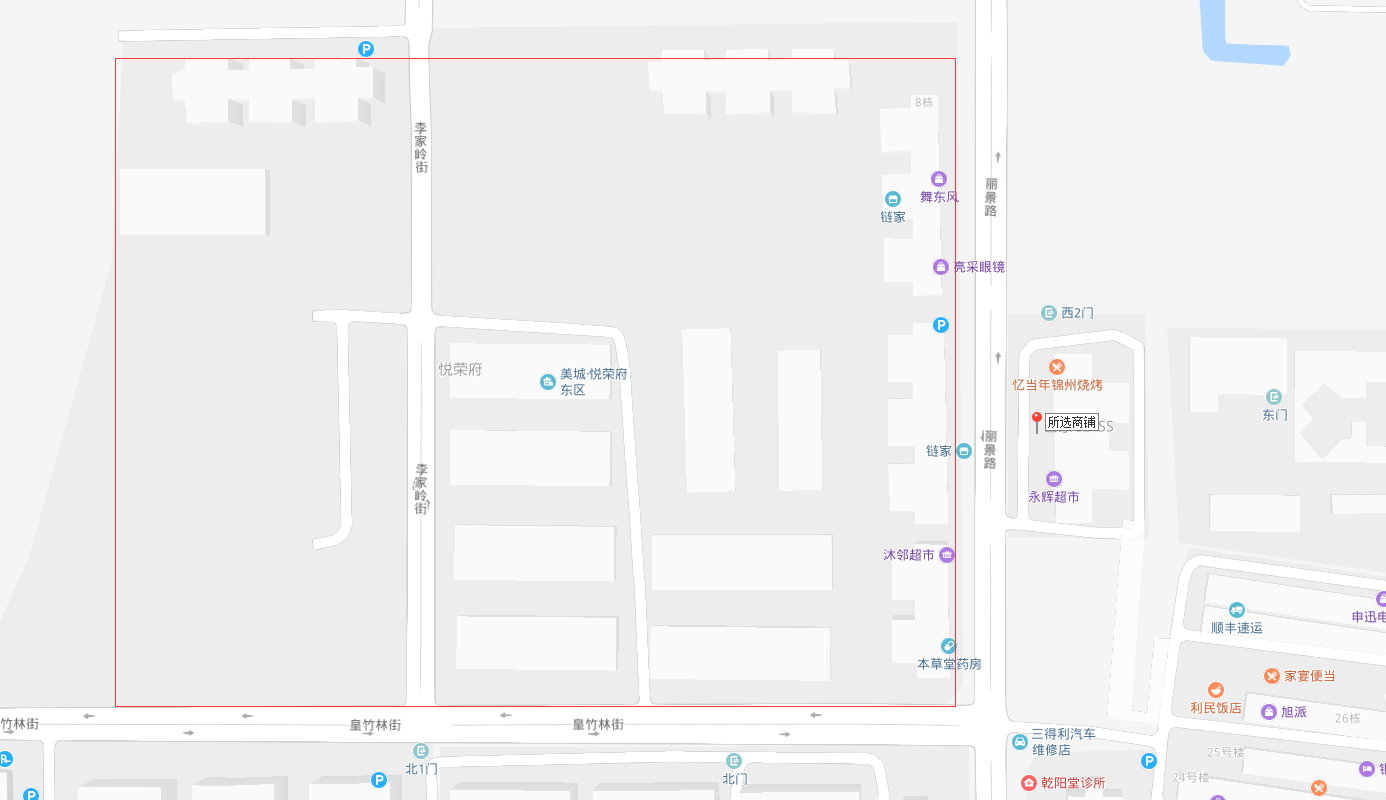 P
李家岭街
8栋
舞东风
链家
丽景路
亮采眼镜
西2门
P
悦荣府
美城·悦荣府
东区
忆当年锦州烧烤
东门
所选商铺
SS
链家
丽景路
李家岭街
永辉超市
沐邻超市
顺丰速运
申迅电
本草堂药房
家宴便当
利民饭店
旭派
26栋
竹林街
皇竹林街
皇竹林街
三得利汽车
维修店
25号楼
P
北1门
北门
P
24号楼
乾阳堂诊所
P